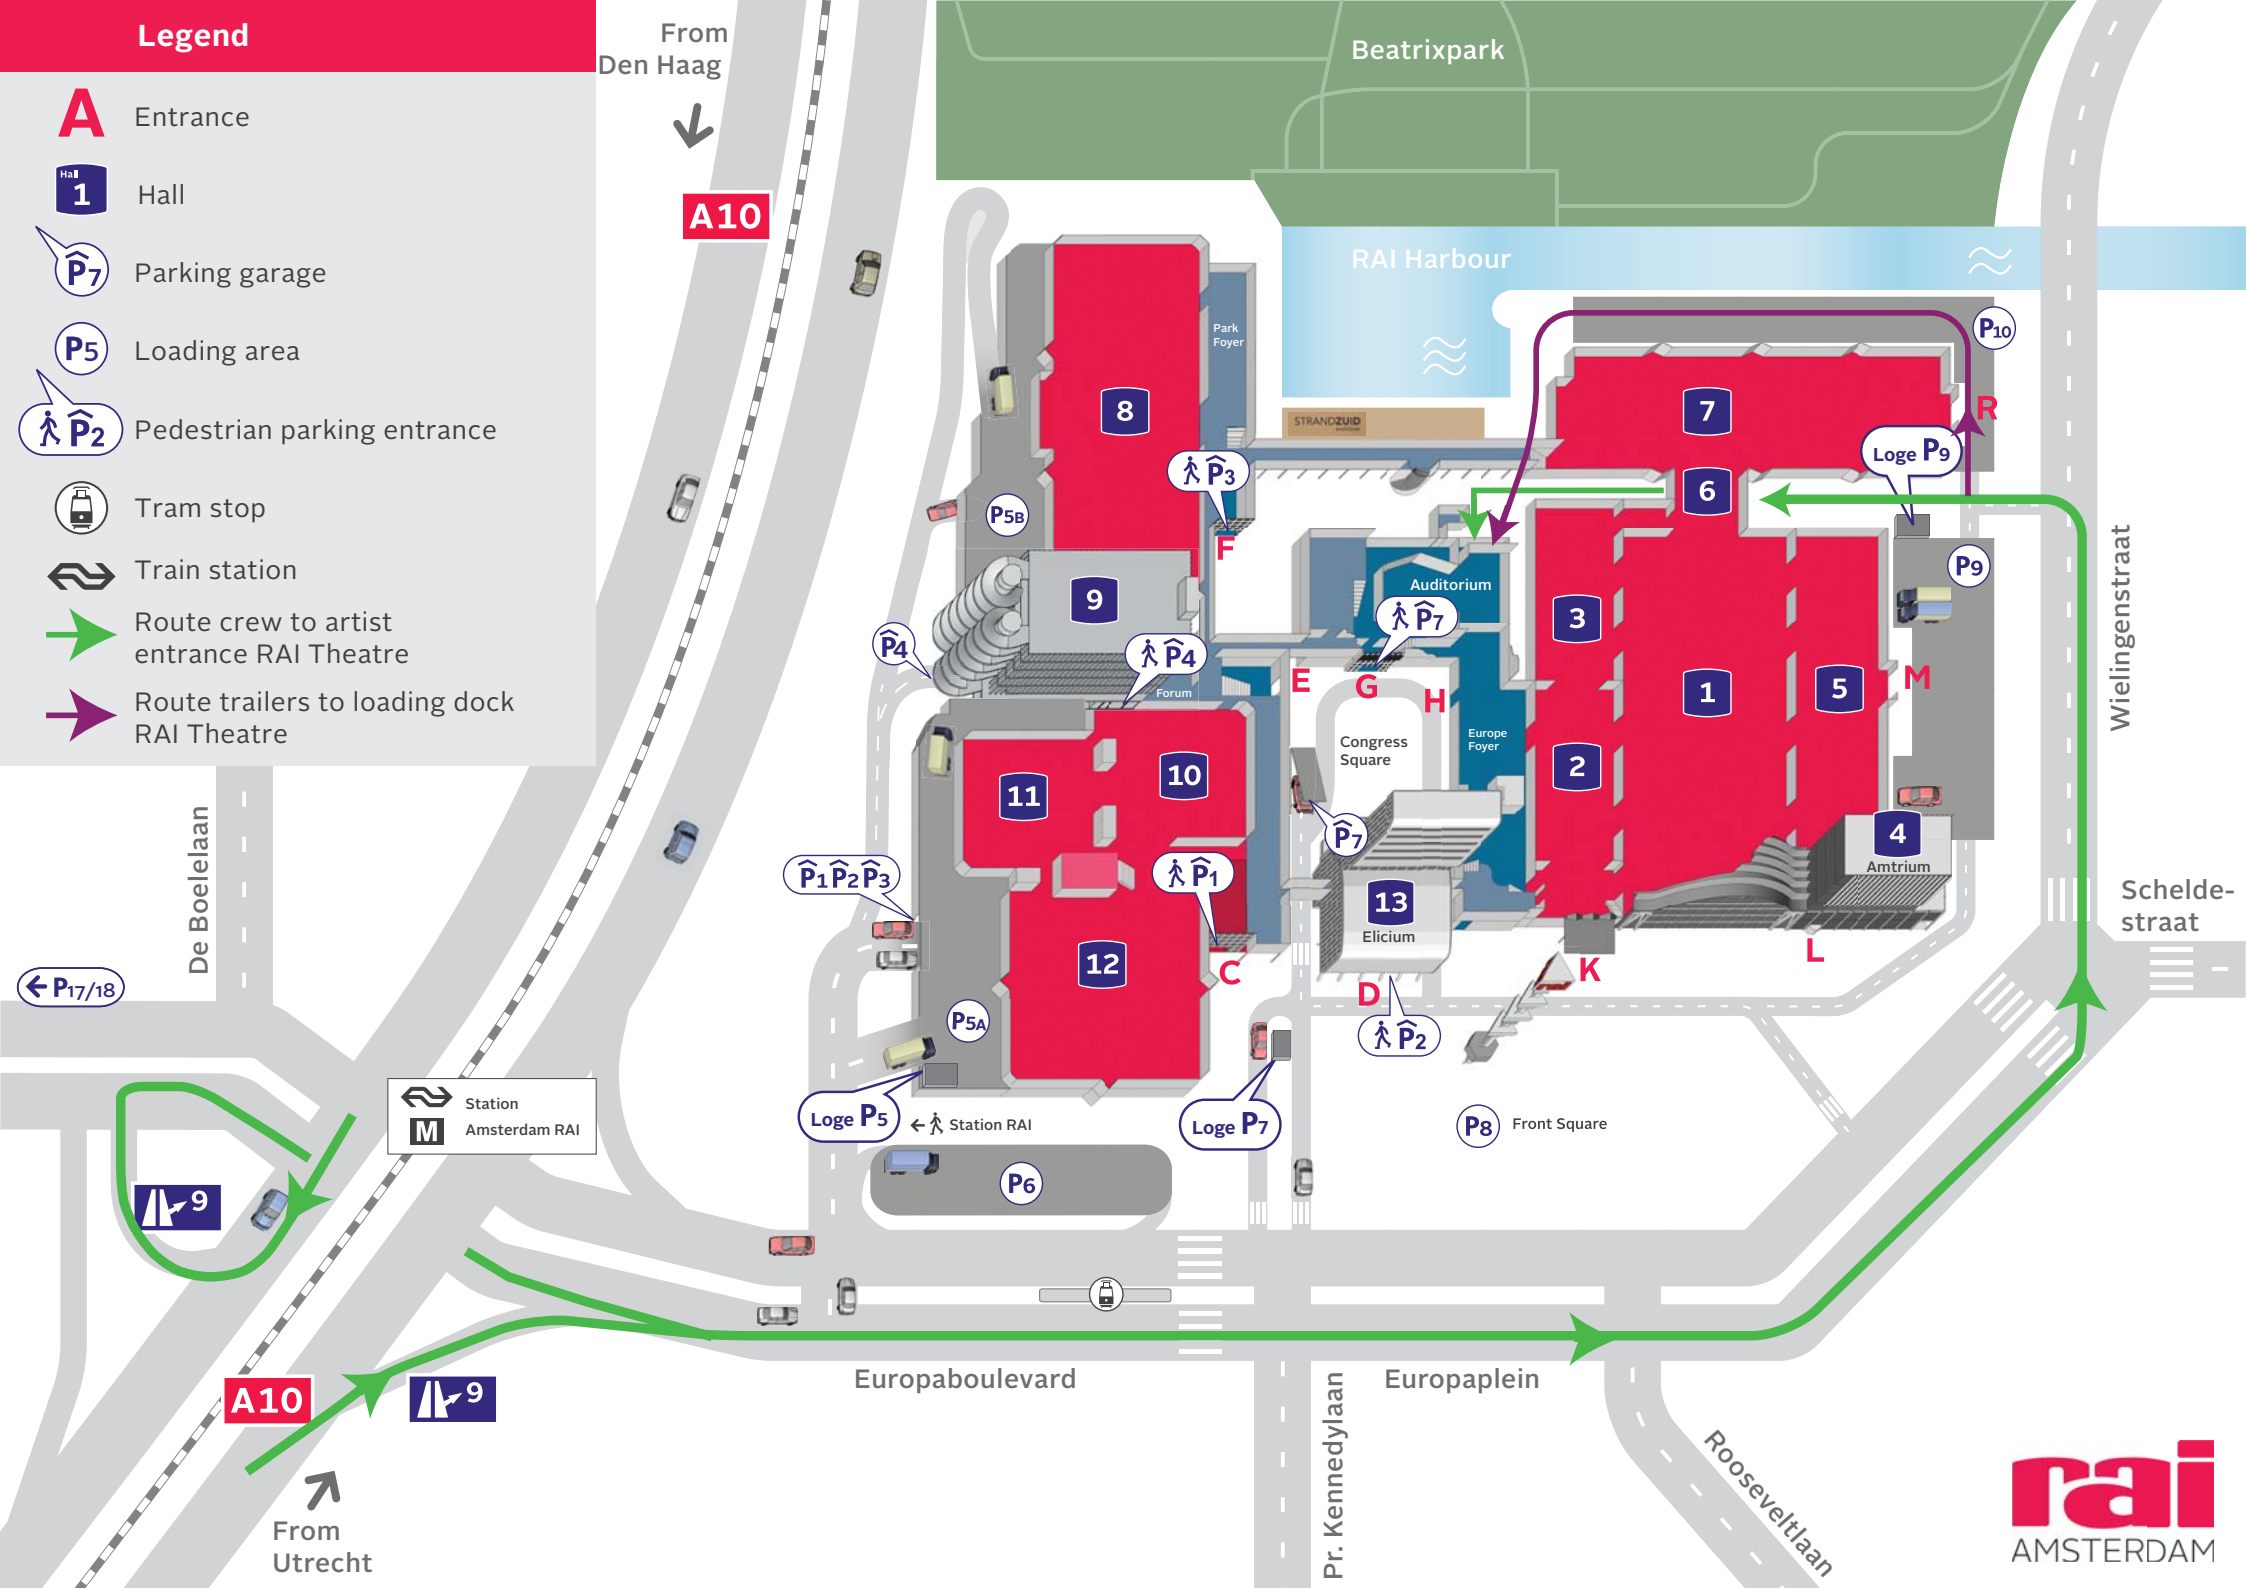 Legend
A Entrance
Hall
1
Hall
P7 Parking garage
P5 Loading area
P2 Pedestrian parking entrance
Tram stop
Train station
Route crew to artist
entrance RAI Theatre
Route trailers to loading dock
RAI Theatre
From
Den Haag
A10
Beatrixpark
RAI Harbour
STRANDZUID
Park
Foyer
8
7
P10
R
Loge P9
6
P3
F
P5B
9
P4
P4
Forum
Auditorium
P7
3
P9
E
G
H
1
5
M
Wielingenstraat
Congress
Square
Europe
Foyer
2
10
11
P7
4
Amtrium
P1 P2 P3
P1
13
Elicium
12
C
D
P2
K
L
Schelde-
straat
De Boelelaan
P17/18
P5A
Loge P5
Station RAI
Loge P7
P8 Front Square
Station
M Amsterdam RAI
P6
9
A10
9
From
Utrecht
Europaboulevard
Europaplein
Pr. Kennedylaan
Rooseveltlaan
rai
AMSTERDAM